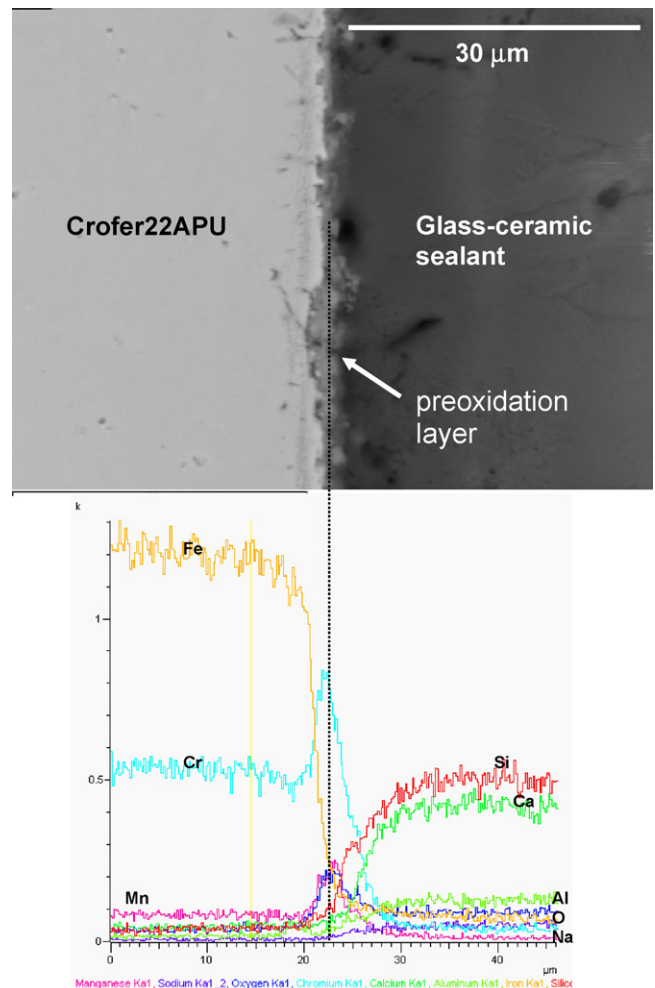 30 μm
Crofer22APU
Glass-ceramic
sealant
preoxidation
layer
k
Fe
1
Cr
Si
0.5
Ca
Mn
Al
O
Na
0
0
10
20
30
40
μm
Manganese Ka1, Sodium Ka1_2, Oxygen Ka1, Chromium Ka1, Calcium Ka1, Aluminum Ka1, Iron Ka1, Silic